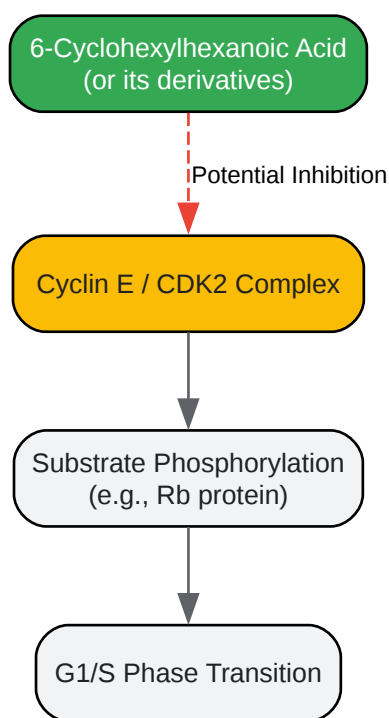 6-Cyclohexylhexanoic Acid
(or its derivatives)
Potential Inhibition
Cyclin E / CDK2 Complex
Substrate Phosphorylation
(e.g., Rb protein)
G1/S Phase Transition